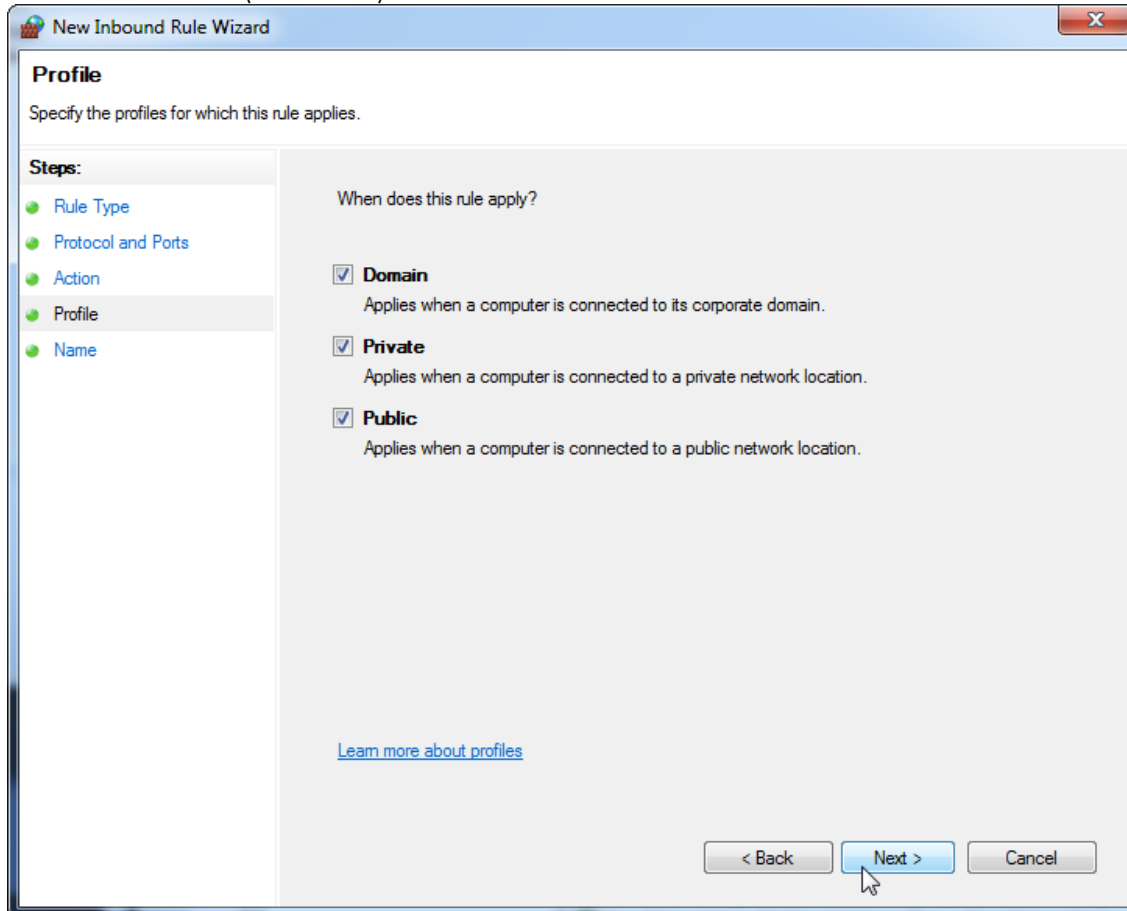 New Inbound Rule Wizard
Profile
Specify the profiles for which this rule applies.
Steps:
Rule Type
Protocol and Ports
Action
Profile
Name
When does this rule apply?
Domain
Applies when a computer is connected to its corporate domain.
Private
Applies when a computer is connected to a private network location.
Public
Applies when a computer is connected to a public network location.
Learn more about profiles
< Back
Next >
Cancel